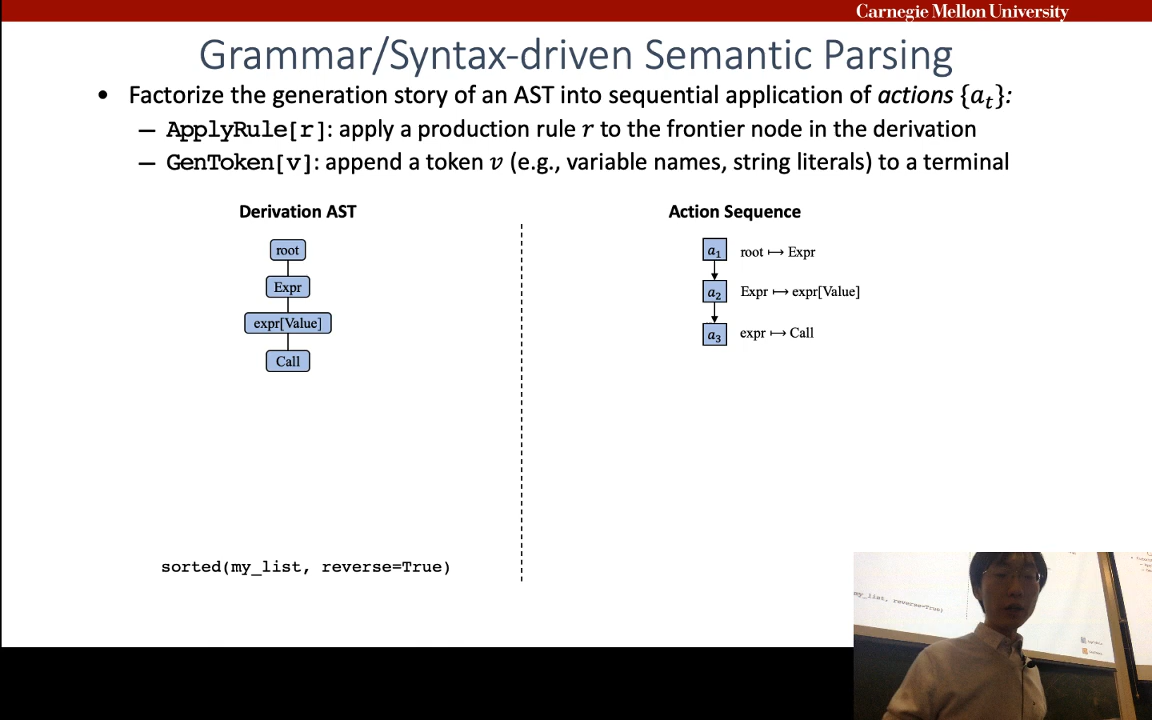 Carnegie Mellon University
Grammar/Syntax-driven Semantic Parsing
• Factorize the generation story of an AST into sequential application of actions {aₜ}:
— ApplyRule[r]: apply a production rule r to the frontier node in the derivation
— GenToken[v]: append a token v (e.g., variable names, string literals) to a terminal
Derivation AST
root
Expr
expr[Value]
Call
sorted(my_list, reverse=True)
Action Sequence
a₁ root ↦ Expr
a₂ Expr ↦ expr[Value]
a₃ expr ↦ Call
my_list, reverse=True)